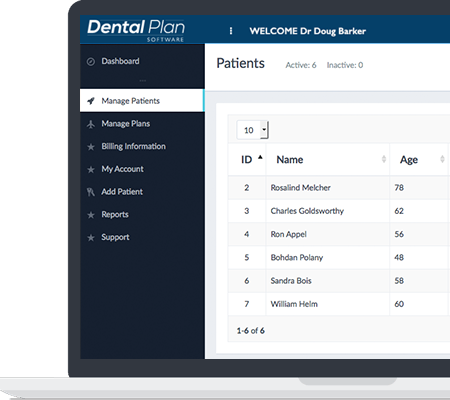 Dental Plan
SOFTWARE
WELCOME Dr Doug Barker
Dashboard
Manage Patients
Manage Plans
Billing Information
My Account
Add Patient
Reports
Support
Patients Active: 6 Inactive: 0
10
ID Name Age
2 Rosalind Melcher 78
3 Charles Goldsworthy 62
4 Ron Appel 56
5 Bohdan Polany 48
6 Sandra Bois 58
7 William Helm 60
1-6 of 6